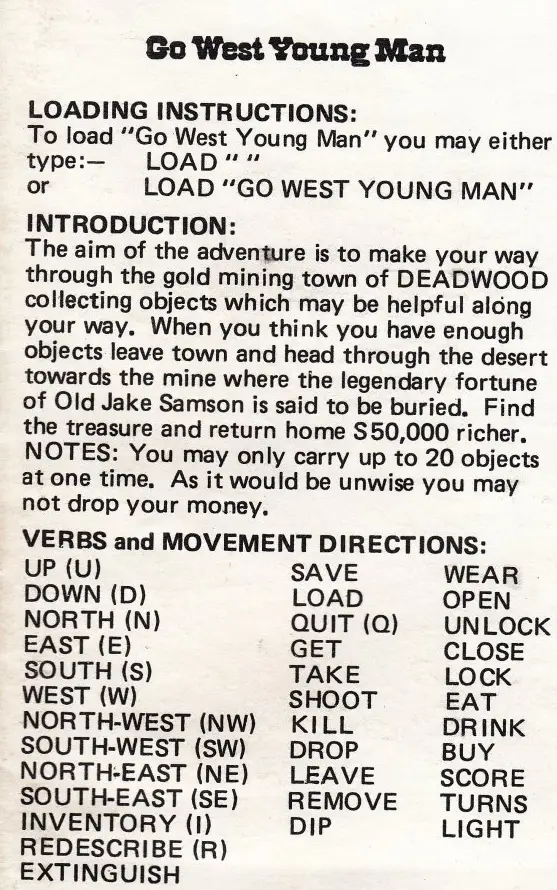 Go West Young Man
LOADING INSTRUCTIONS:
To load "Go West Young Man" you may either
type:— LOAD " "
or LOAD "GO WEST YOUNG MAN"
INTRODUCTION:
The aim of the adventure is to make your way
through the gold mining town of DEADWOOD
collecting objects which may be helpful along
your way. When you think you have enough
objects leave town and head through the desert
towards the mine where the legendary fortune
of Old Jake Samson is said to be buried. Find
the treasure and return home S50,000 richer.
NOTES: You may only carry up to 20 objects
at one time. As it would be unwise you may
not drop your money.
VERBS and MOVEMENT DIRECTIONS:
UP (U) SAVE WEAR
DOWN (D) LOAD OPEN
NORTH (N) QUIT (Q) UNLOCK
EAST (E) GET CLOSE
SOUTH (S) TAKE LOCK
WEST (W) SHOOT EAT
NORTH-WEST (NW) KILL DRINK
SOUTH-WEST (SW) DROP BUY
NORTH-EAST (NE) LEAVE SCORE
SOUTH-EAST (SE) REMOVE TURNS
INVENTORY (I) DIP LIGHT
REDESCRIBE (R)
EXTINGUISH